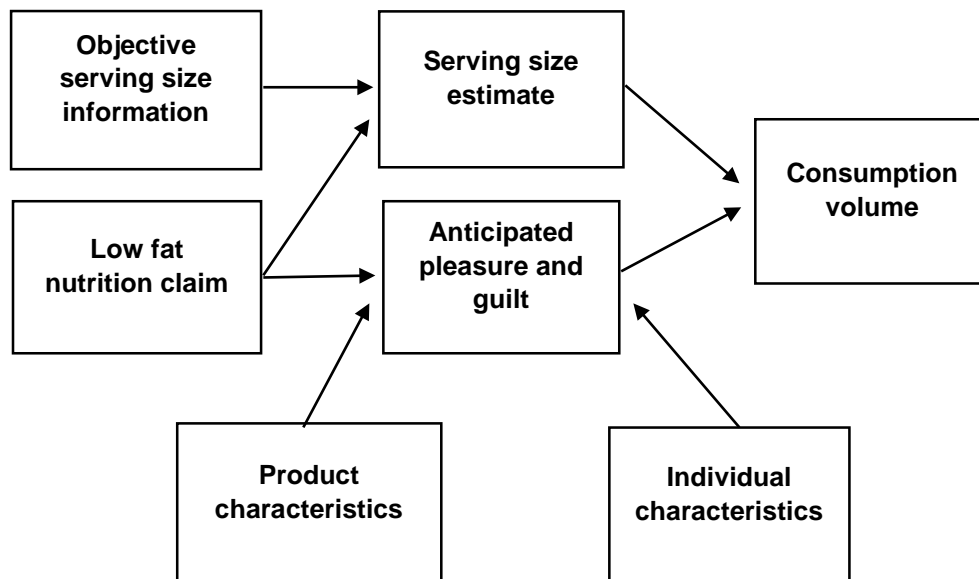 Objective
serving size
information
Serving size
estimate
Consumption
volume
Low fat
nutrition claim
Anticipated
pleasure and
guilt
Product
characteristics
Individual
characteristics